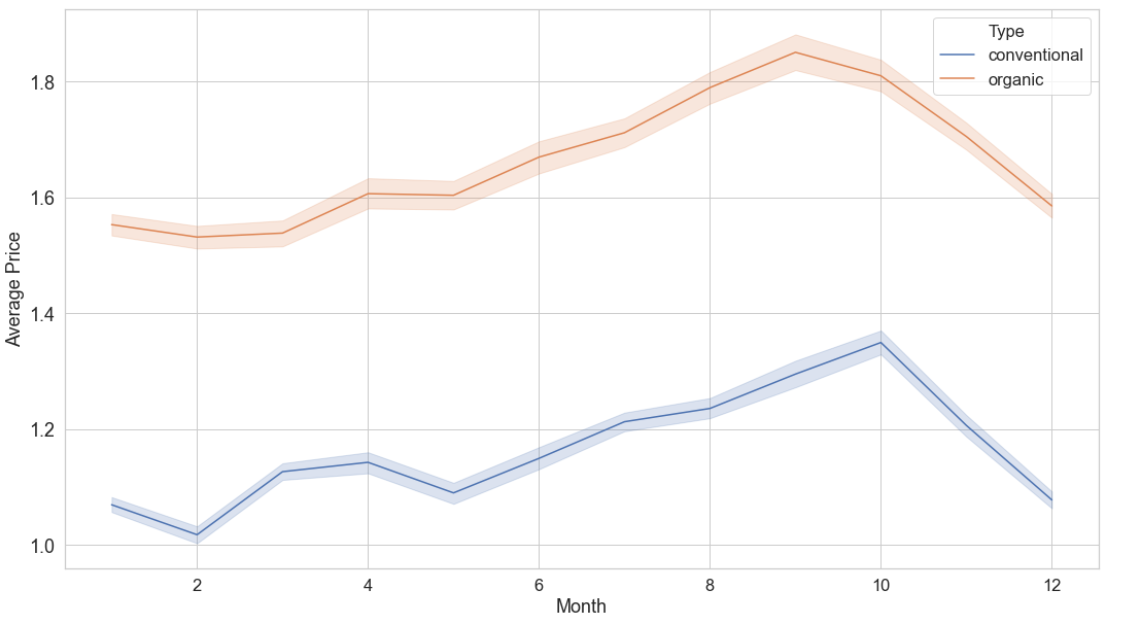 Type
conventional
organic
Average Price
1.8
1.6
1.4
1.2
1.0
2 4 6 8 10 12
Month